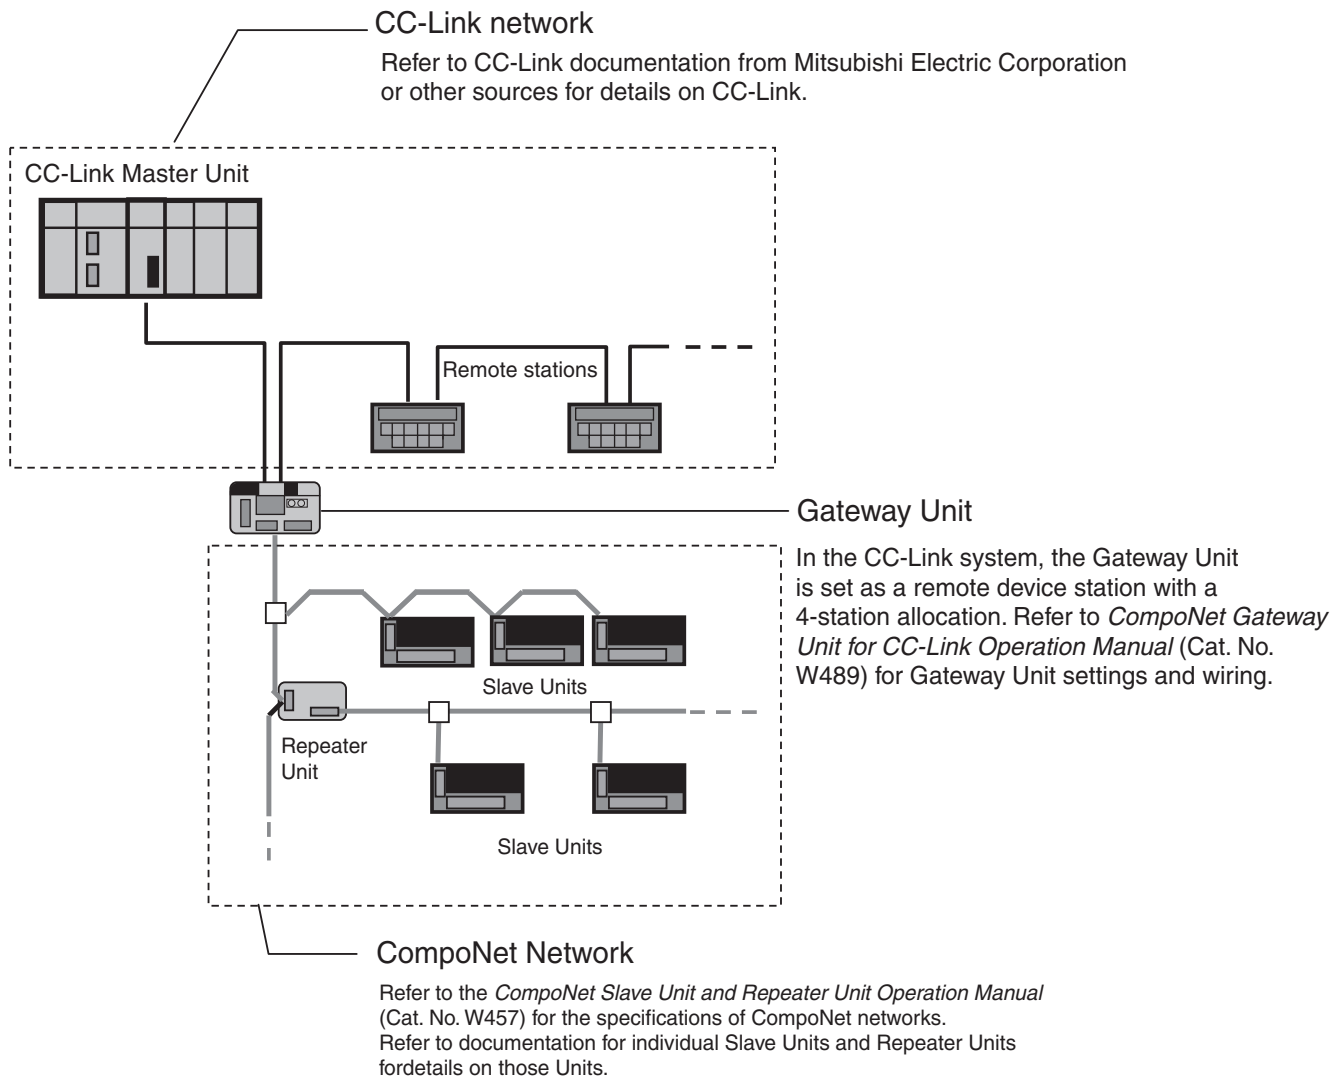 CC-Link network
Refer to CC-Link documentation from Mitsubishi Electric Corporation
or other sources for details on CC-Link.
CC-Link Master Unit
Remote stations
Gateway Unit
In the CC-Link system, the Gateway Unit
is set as a remote device station with a
4-station allocation. Refer to CompoNet Gateway
Unit for CC-Link Operation Manual (Cat. No.
W489) for Gateway Unit settings and wiring.
Slave Units
Repeater
Unit
Slave Units
CompoNet Network
Refer to the CompoNet Slave Unit and Repeater Unit Operation Manual
(Cat. No. W457) for the specifications of CompoNet networks.
Refer to documentation for individual Slave Units and Repeater Units
fordetails on those Units.